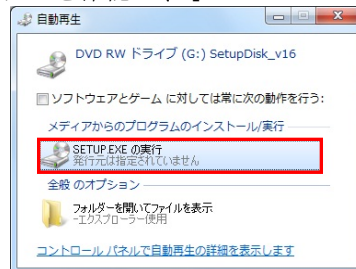 自動再生
DVD RW ドライブ (G:) SetupDisk_v16
ソフトウェアとゲーム に対しては常に次の動作を行う:
メディアからのプログラムのインストール/実行
SETUP.EXE の実行
発行元は指定されていません
全般 のオプション
フォルダーを開いてファイルを表示
-エクスプローラー使用
コントロール パネルで自動再生の詳細を表示します